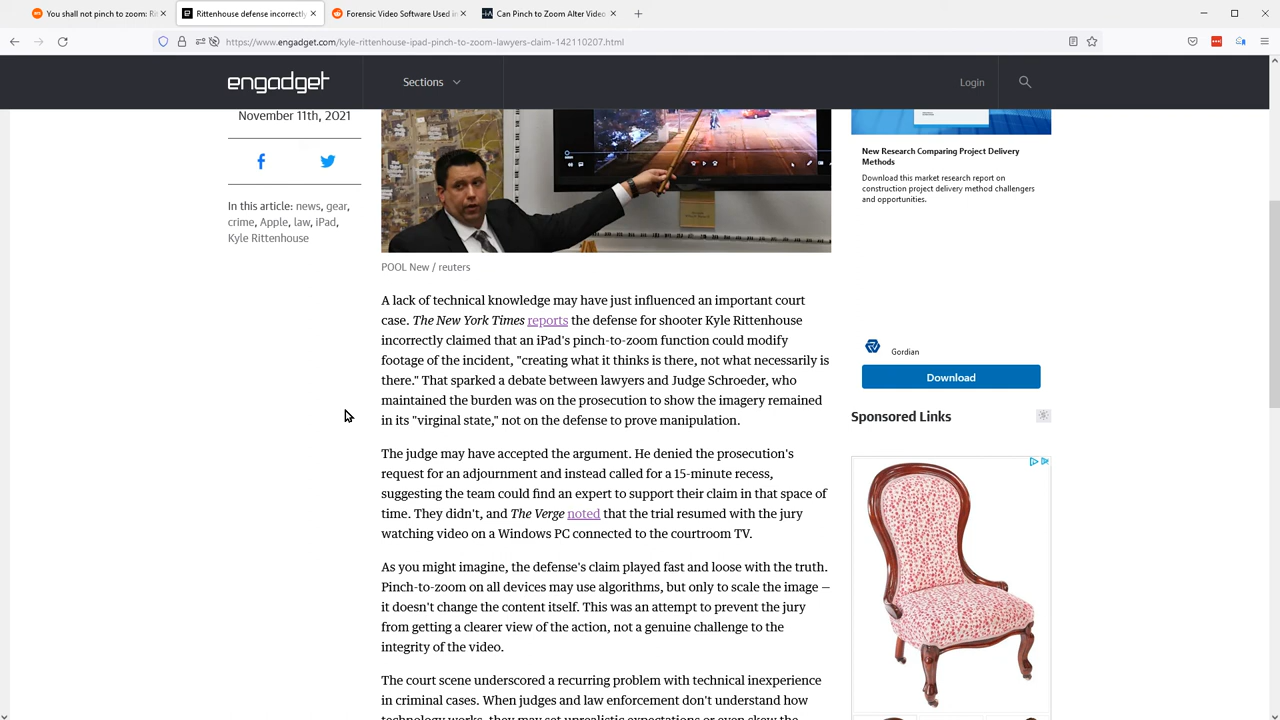 You shall not pinch to zoom: Ri
Rittenhouse defense incorrectly
Forensic Video Software Used in
Can Pinch to Zoom Alter Video
https://www.engadget.com/kyle-rittenhouse-ipad-pinch-to-zoom-lawyers-claim-142110207.html
engadget
Sections
Login
November 11th, 2021
In this article: news, gear,
crime, Apple, law, iPad,
Kyle Rittenhouse
POOL New / reuters
A lack of technical knowledge may have just influenced an important court
case. The New York Times reports the defense for shooter Kyle Rittenhouse
incorrectly claimed that an iPad's pinch-to-zoom function could modify
footage of the incident, "creating what it thinks is there, not what necessarily is
there." That sparked a debate between lawyers and Judge Schroeder, who
maintained the burden was on the prosecution to show the imagery remained
in its "virginal state," not on the defense to prove manipulation.
The judge may have accepted the argument. He denied the prosecution's
request for an adjournment and instead called for a 15-minute recess,
suggesting the team could find an expert to support their claim in that space of
time. They didn't, and The Verge noted that the trial resumed with the jury
watching video on a Windows PC connected to the courtroom TV.
As you might imagine, the defense's claim played fast and loose with the truth.
Pinch-to-zoom on all devices may use algorithms, but only to scale the image —
it doesn't change the content itself. This was an attempt to prevent the jury
from getting a clearer view of the action, not a genuine challenge to the
integrity of the video.
The court scene underscored a recurring problem with technical inexperience
in criminal cases. When judges and law enforcement don't understand how
technology works, they may set unrealistic expectations or even skew the
New Research Comparing Project Delivery
Methods
Download this market research report on
construction project delivery method challengers
and opportunities.
Gordian
Download
Sponsored Links